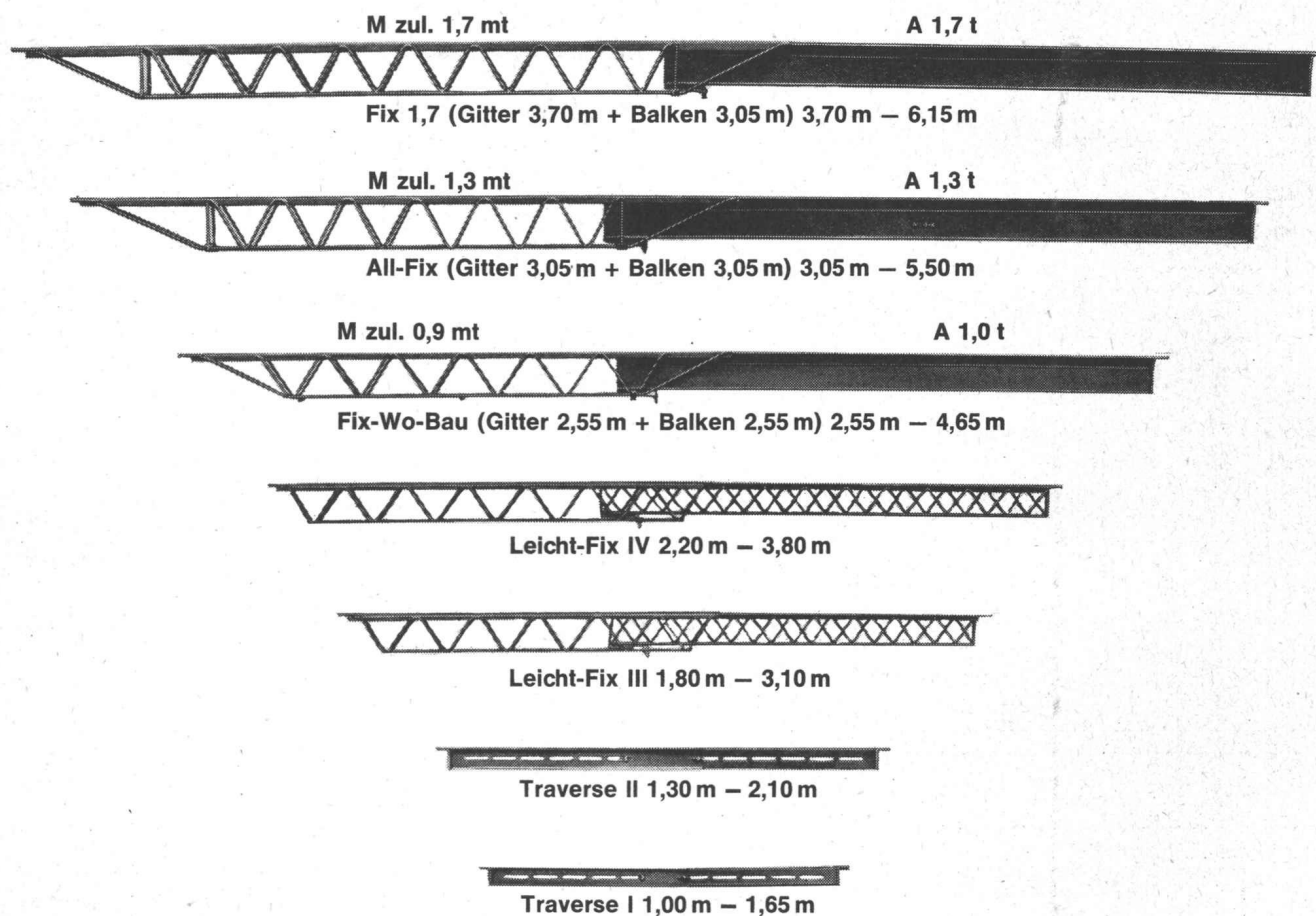 M zul. 1,7 mt A 1,7 t
Fix 1,7 (Gitter 3,70 m + Balken 3,05 m) 3,70 m – 6,15 m
M zul. 1,3 mt A 1,3 t
All-Fix (Gitter 3,05 m + Balken 3,05 m) 3,05 m – 5,50 m
M zul. 0,9 mt A 1,0 t
Fix-Wo-Bau (Gitter 2,55 m + Balken 2,55 m) 2,55 m – 4,65 m
Leicht-Fix IV 2,20 m – 3,80 m
Leicht-Fix III 1,80 m – 3,10 m
Traverse II 1,30 m – 2,10 m
Traverse I 1,00 m – 1,65 m